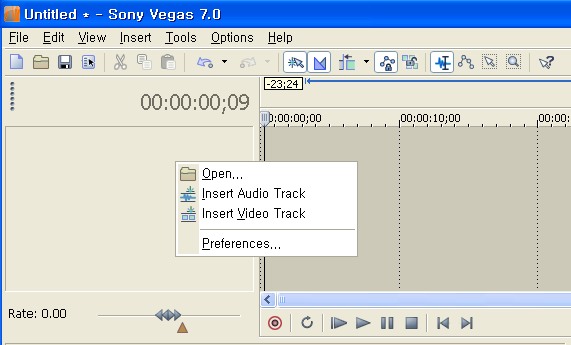 Untitled * - Sony Vegas 7.0
File Edit View Insert Tools Options Help
-23;24
00:00:00;09
00:00:00;00 00:00:10;00 00:00:
Open...
Insert Audio Track
Insert Video Track
Preferences...
Rate: 0.00